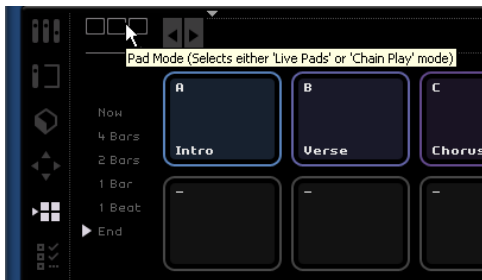 Pad Mode (Selects either 'Live Pads' or 'Chain Play' mode)
A
B
C
Now
4 Bars
2 Bars
1 Bar
1 Beat
End
Intro
Verse
Chorus